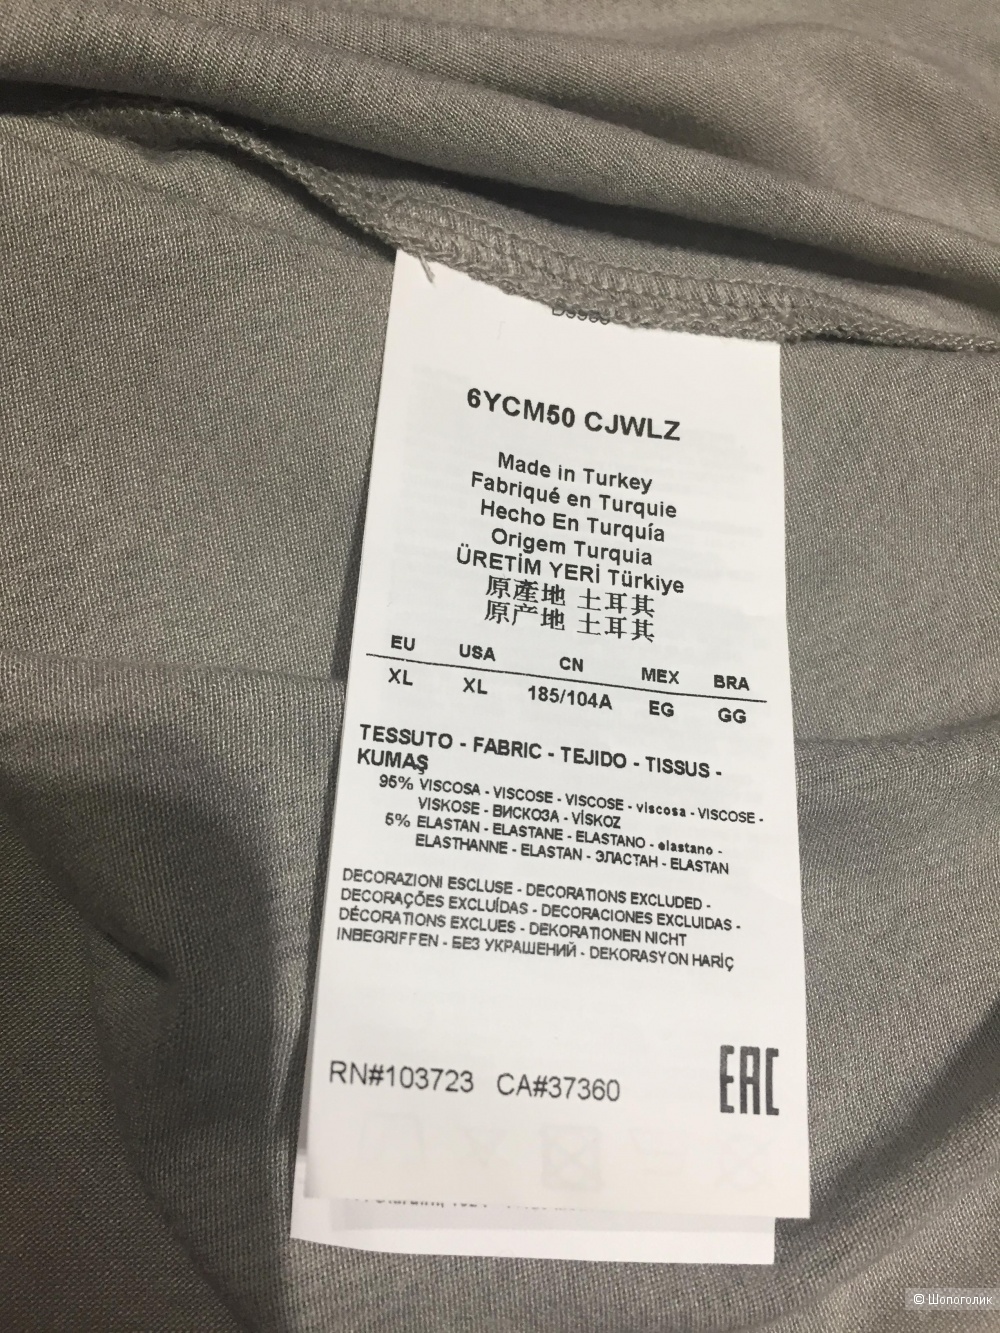 6YCM50 CJWLZ
Made in Turkey
Fabriqué en Turquie
Hecho En Turquía
Origem Turquia
ÜRETİM YERİ Türkiye
原產地 土耳其
原产地 土耳其
EU USA CN MEX BRA
XL XL 185/104A EG GG
TESSUTO - FABRIC - TEJIDO - TISSUS -
KUMAŞ
95% VISCOSA - VISCOSE - VISCOSE - viscosa - VISCOSE -
VISKOSE - ВИСКОЗА - VİSKOZ
5% ELASTAN - ELASTANE - ELASTANO - elastano -
ELASTHANNE - ELASTAN - ЭЛАСТАН - ELASTAN
DECORAZIONI ESCLUSE - DECORATIONS EXCLUDED -
DECORAÇÕES EXCLUÍDAS - DECORACIONES EXCLUIDAS -
DÉCORATIONS EXCLUES - DEKORATIONEN NICHT
INBEGRIFFEN - БЕЗ УКРАШЕНИЙ - DEKORASYON HARİÇ
EAC
RN#103723 CA#37360
© Шопоголик